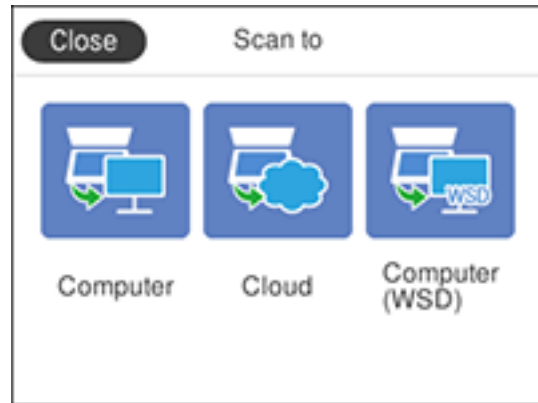 Close
Scan to
WSD
Computer
Cloud
Computer
(WSD)